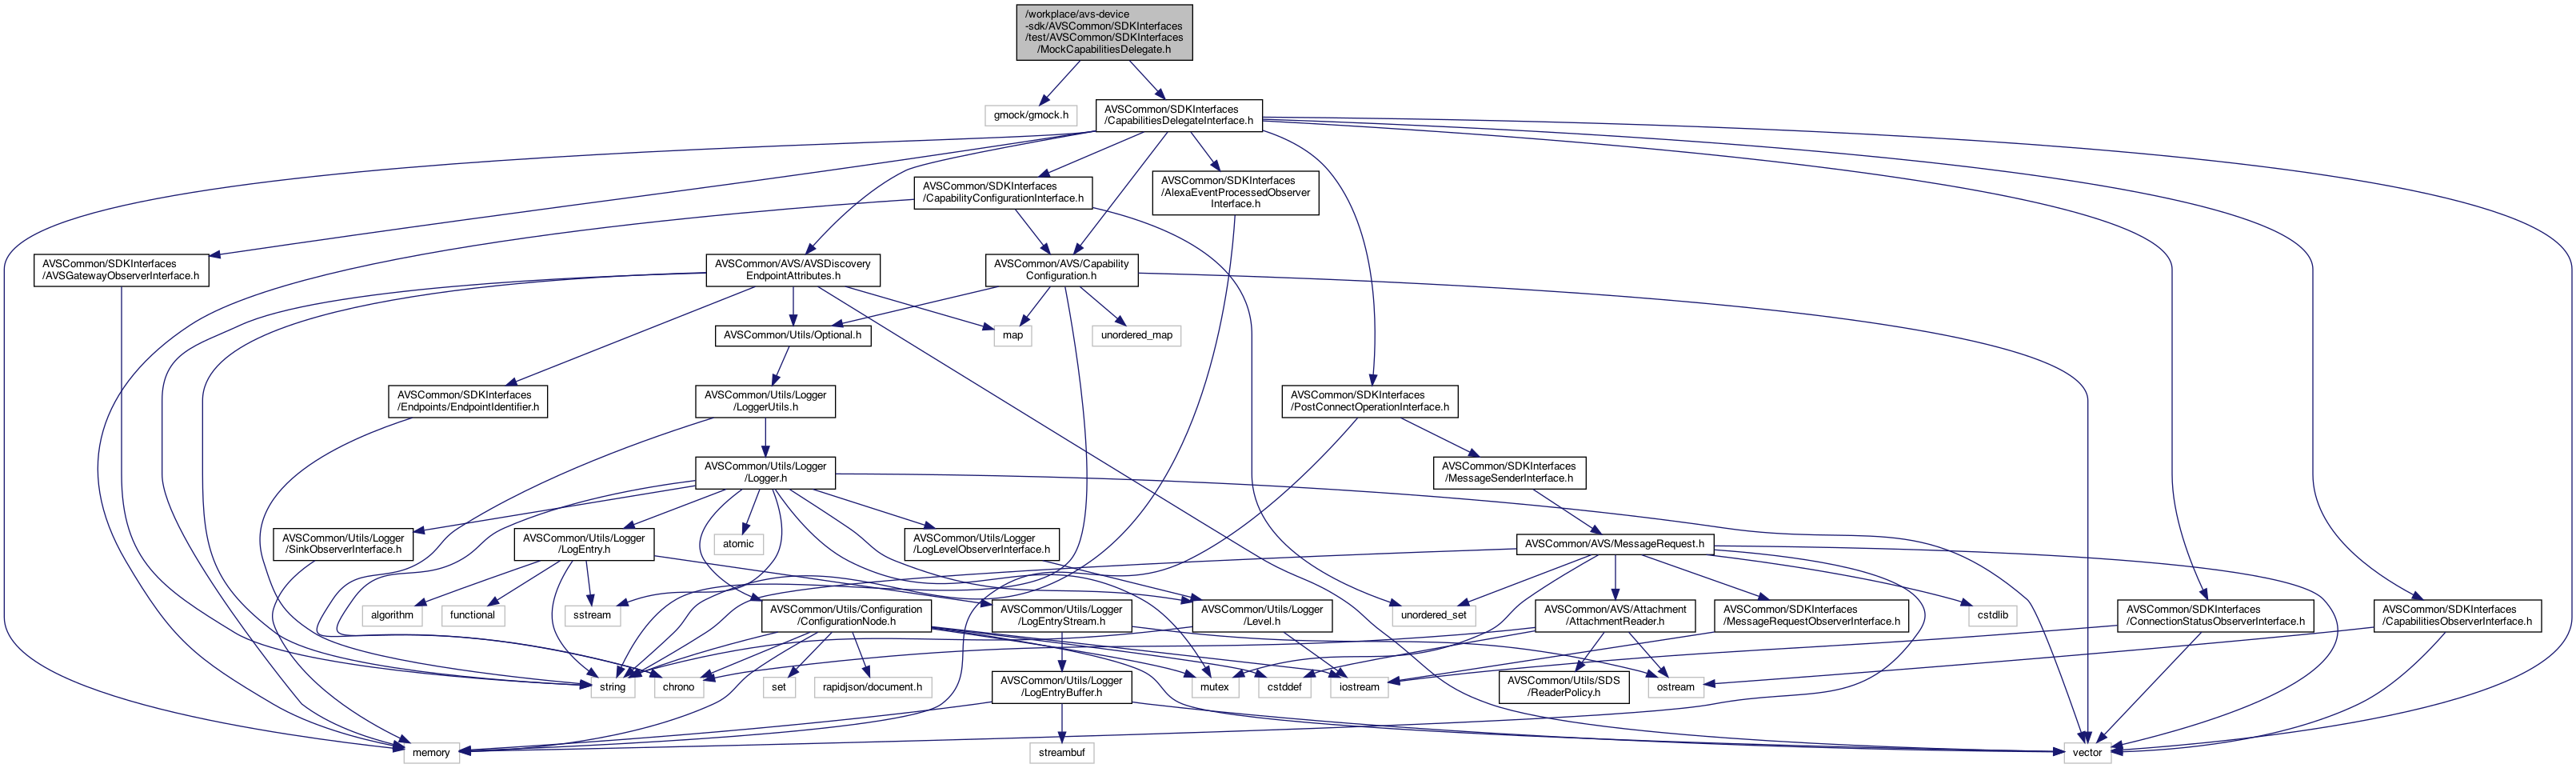 /workplace/avs-device
-sdk/AVSCommon/SDKInterfaces
/test/AVSCommon/SDKInterfaces
/MockCapabilitiesDelegate.h
gmock/gmock.h
AVSCommon/SDKInterfaces
/CapabilitiesDelegateInterface.h
AVSCommon/SDKInterfaces
/CapabilityConfigurationInterface.h
AVSCommon/SDKInterfaces
/AlexaEventProcessedObserver
Interface.h
AVSCommon/SDKInterfaces
/AVSGatewayObserverInterface.h
AVSCommon/AVS/AVSDiscovery
EndpointAttributes.h
AVSCommon/AVS/Capability
Configuration.h
AVSCommon/Utils/Optional.h
map
unordered_map
AVSCommon/SDKInterfaces
/Endpoints/EndpointIdentifier.h
AVSCommon/Utils/Logger
/LoggerUtils.h
AVSCommon/SDKInterfaces
/PostConnectOperationInterface.h
AVSCommon/Utils/Logger
/Logger.h
AVSCommon/SDKInterfaces
/MessageSenderInterface.h
AVSCommon/Utils/Logger
/SinkObserverInterface.h
AVSCommon/Utils/Logger
/LogEntry.h
atomic
AVSCommon/Utils/Logger
/LogLevelObserverInterface.h
AVSCommon/AVS/MessageRequest.h
algorithm
functional
sstream
AVSCommon/Utils/Configuration
/ConfigurationNode.h
AVSCommon/Utils/Logger
/LogEntryStream.h
AVSCommon/Utils/Logger
/Level.h
unordered_set
AVSCommon/AVS/Attachment
/AttachmentReader.h
AVSCommon/SDKInterfaces
/MessageRequestObserverInterface.h
cstdlib
AVSCommon/SDKInterfaces
/ConnectionStatusObserverInterface.h
AVSCommon/SDKInterfaces
/CapabilitiesObserverInterface.h
string
chrono
set
rapidjson/document.h
AVSCommon/Utils/Logger
/LogEntryBuffer.h
mutex
cstddef
iostream
AVSCommon/Utils/SDS
/ReaderPolicy.h
ostream
memory
streambuf
vector